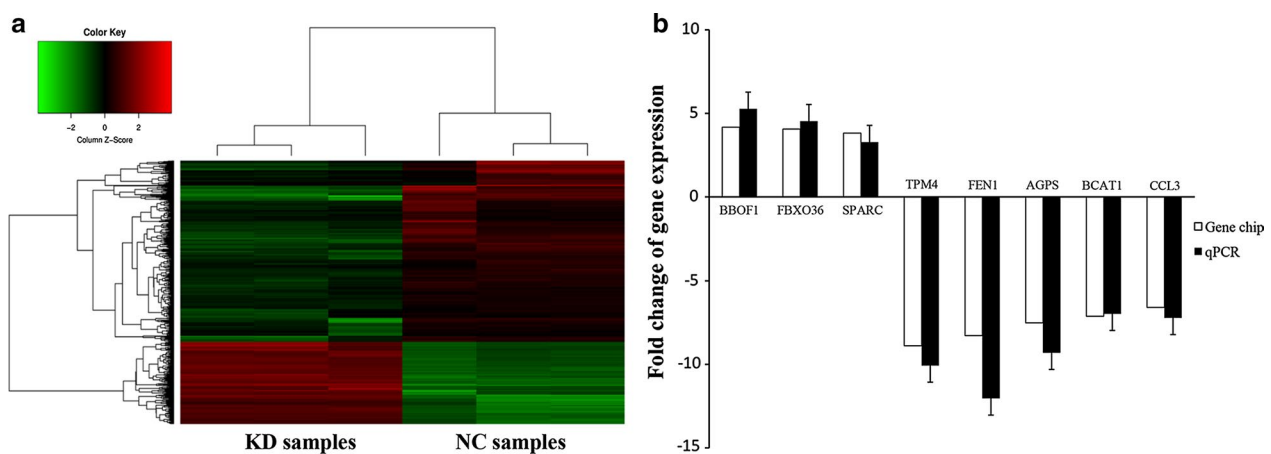 a
Color Key
−2 0 2
Column Z−Score
KD samples
NC samples
b
Fold change of gene expression
10
5
0
-5
-10
-15
BBOF1 FBXO36 SPARC
TPM4 FEN1 AGPS BCAT1 CCL3
Gene chip
qPCR